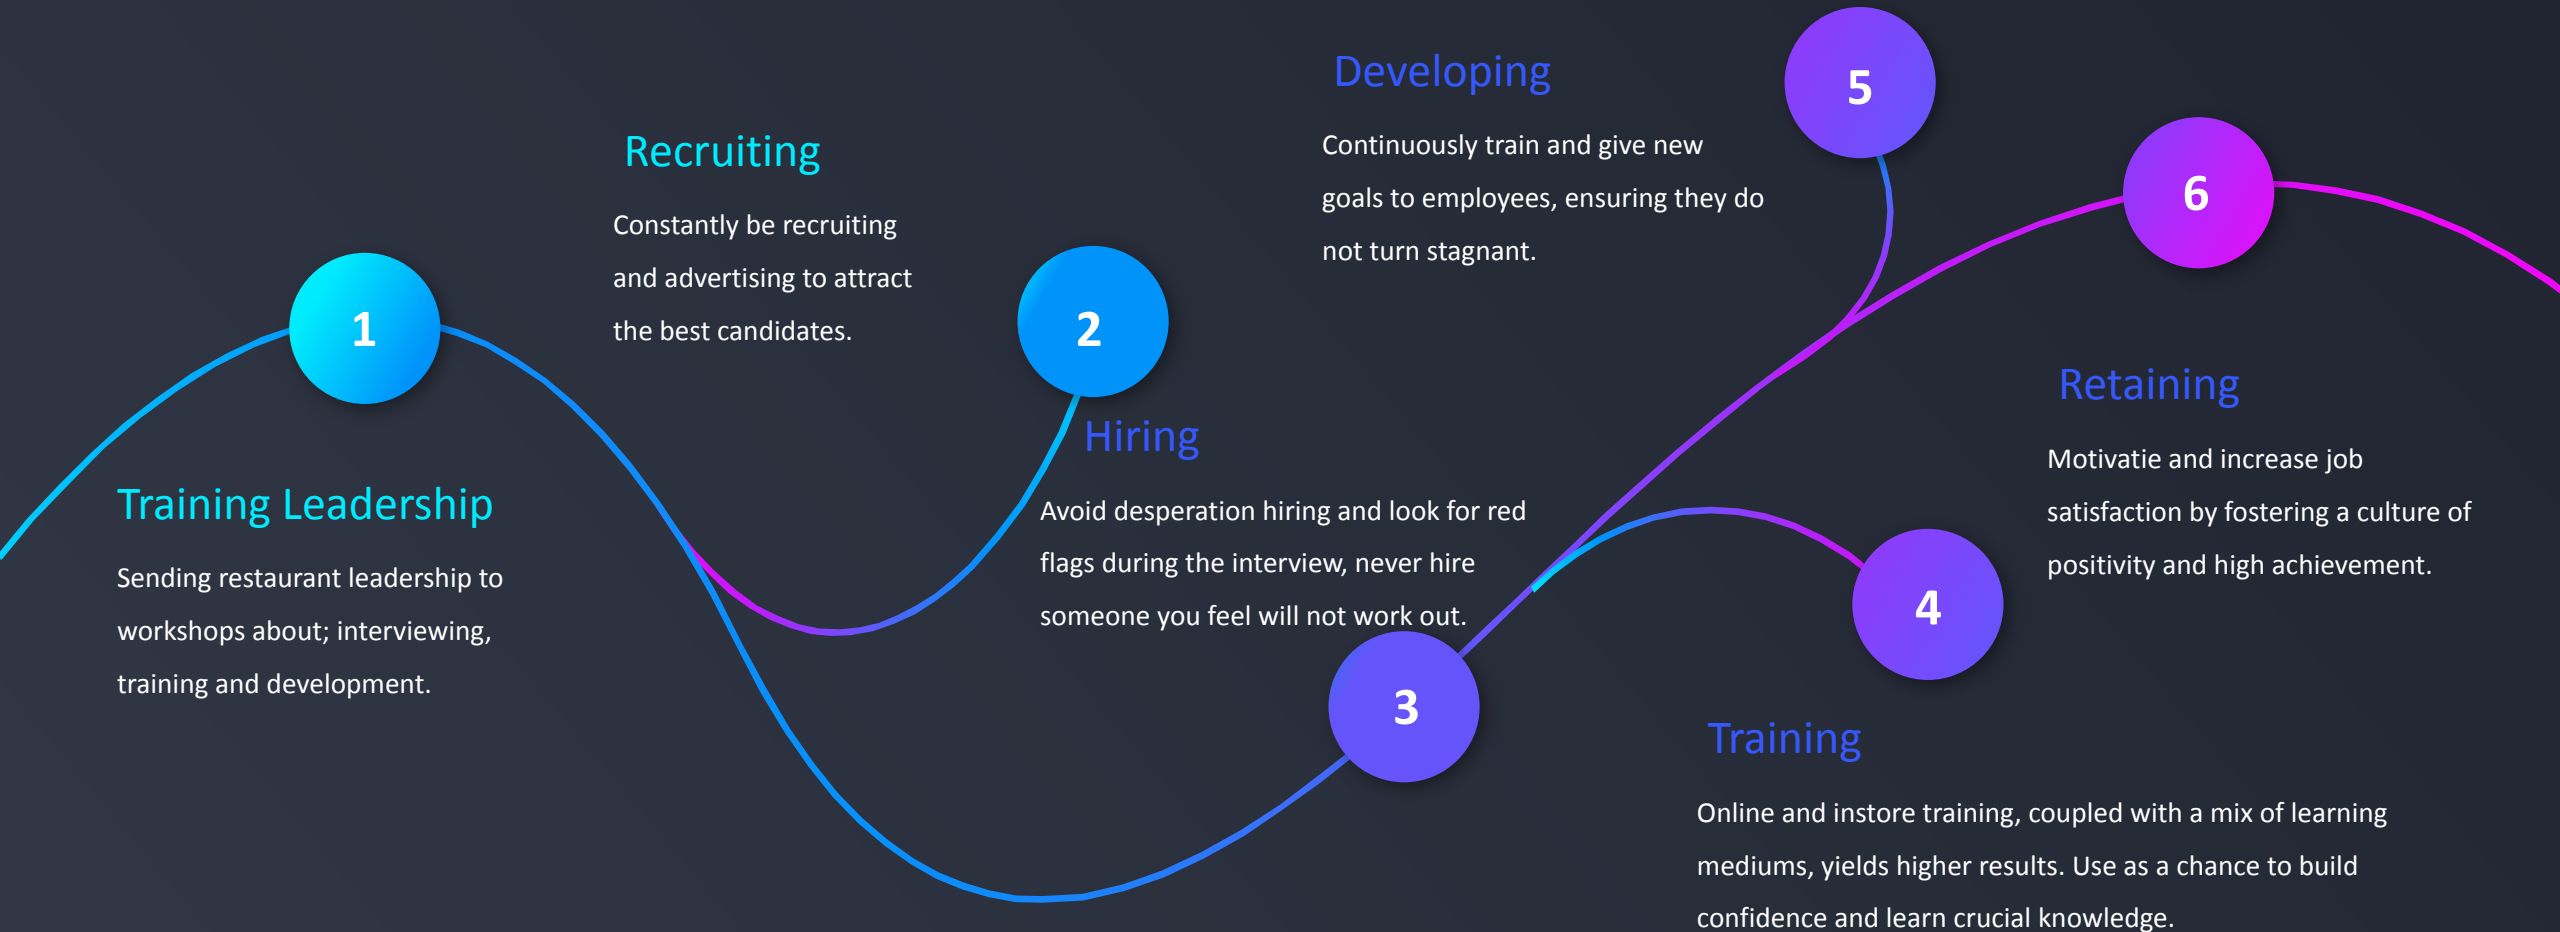 1
Training Leadership
Sending restaurant leadership to
workshops about; interviewing,
training and development.
Recruiting
Constantly be recruiting
and advertising to attract
the best candidates.
2
Hiring
Avoid desperation hiring and look for red
flags during the interview, never hire
someone you feel will not work out.
3
4
Training
Online and instore training, coupled with a mix of learning
mediums, yields higher results. Use as a chance to build
confidence and learn crucial knowledge.
Developing
Continuously train and give new
goals to employees, ensuring they do
not turn stagnant.
5
6
Retaining
Motivatie and increase job
satisfaction by fostering a culture of
positivity and high achievement.